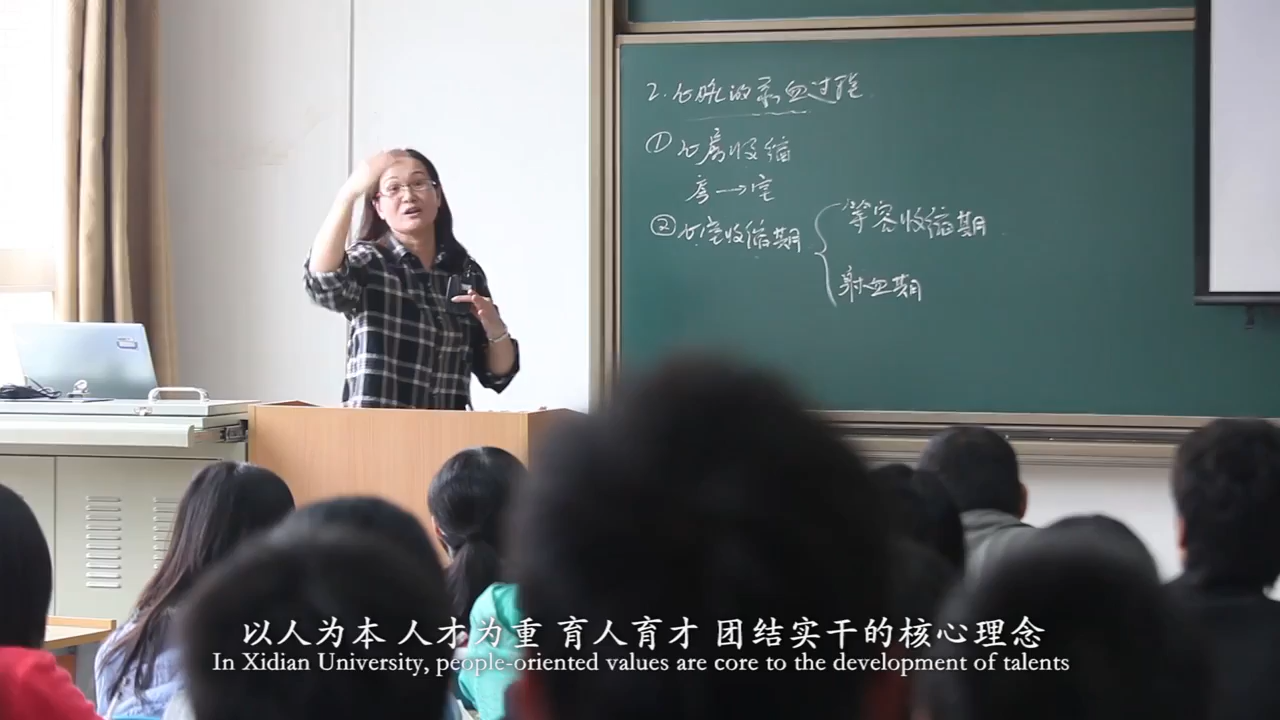 2. 心脏的泵血过程
① 心房收缩
房→室
② 心室收缩期
等容收缩期
射血期
以人为本 人才为重 育人育才 团结实干的核心理念
In Xidian University, people-oriented values are core to the development of talents